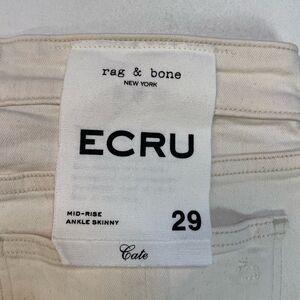 rag & bone
NEW YORK
ECRU
MID-RISE
ANKLE SKINNY
29
Cate